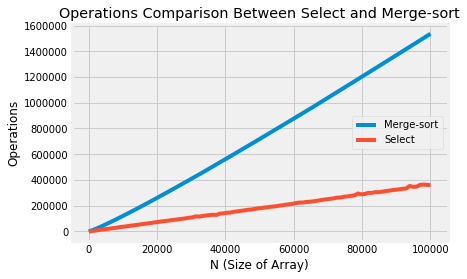 Operations Comparison Between Select and Merge-sort
1600000
1400000
1200000
1000000
800000
600000
400000
200000
0
Operations
Merge-sort
Select
0 20000 40000 60000 80000 100000
N (Size of Array)